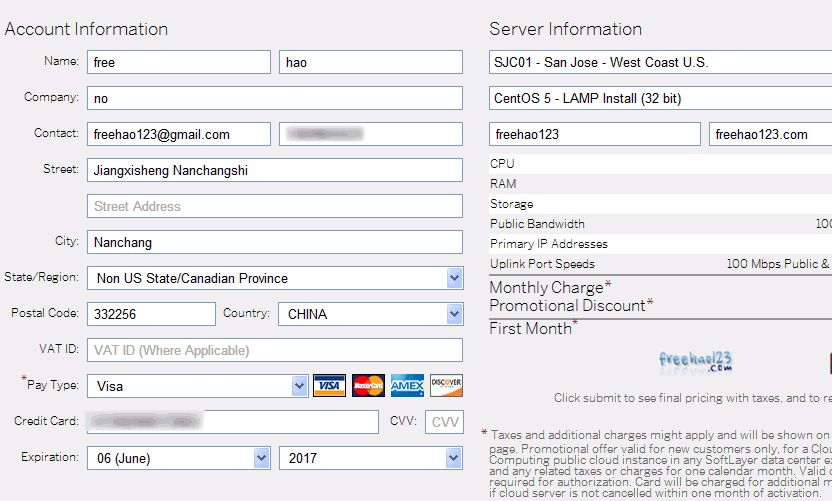 Account Information
Name: free hao
Company: no
Contact: freehao123@gmail.com
Street: Jiangxisheng Nanchangshi
Street Address
City: Nanchang
State/Region: Non US State/Canadian Province
Postal Code: 332256 Country: CHINA
VAT ID: VAT ID (Where Applicable)
*Pay Type: Visa VISA MasterCard AMEX DISCOVER
Credit Card: CVV: CVV
Expiration: 06 (June) 2017
Server Information
SJC01 - San Jose - West Coast U.S.
CentOS 5 - LAMP Install (32 bit)
freehao123 freehao123.com
CPU
RAM
Storage
Public Bandwidth 100
Primary IP Addresses
Uplink Port Speeds 100 Mbps Public &
Monthly Charge*
Promotional Discount*
First Month*
freehao123
.com
Click submit to see final pricing with taxes, and to re
* Taxes and additional charges might apply and will be shown on
page. Promotional offer valid for new customers only, for a Clou
Computing public cloud instance in any SoftLayer data center ex
and any related taxes or charges for one calendar month. Valid c
required for authorization. Card will be charged for additional m
if cloud server is not cancelled within one month of activation.